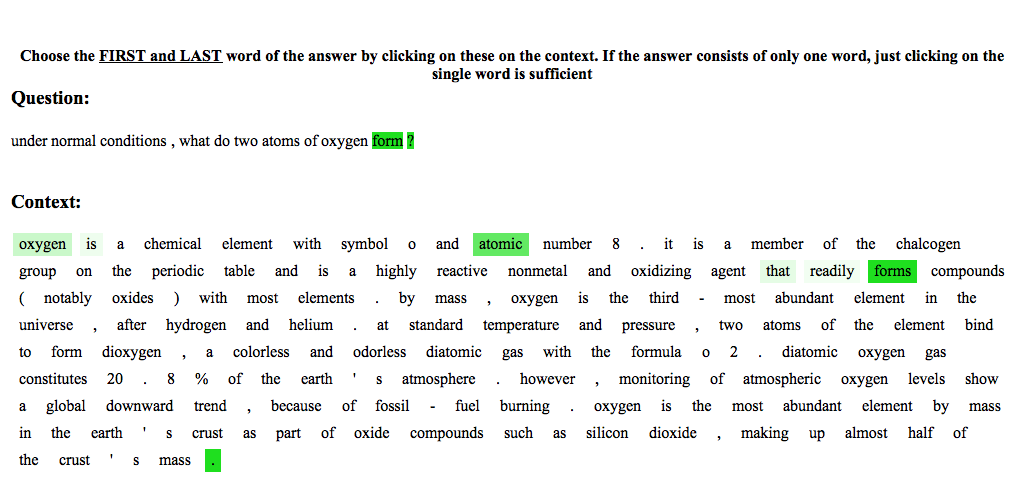 Choose the FIRST and LAST word of the answer by clicking on these on the context. If the answer consists of only one word, just clicking on the
single word is sufficient
Question:
under normal conditions , what do two atoms of oxygen form ?
Context:
oxygen is a chemical element with symbol o and atomic number 8 . it is a member of the chalcogen
group on the periodic table and is a highly reactive nonmetal and oxidizing agent that readily forms compounds
( notably oxides ) with most elements . by mass , oxygen is the third - most abundant element in the
universe , after hydrogen and helium . at standard temperature and pressure , two atoms of the element bind
to form dioxygen , a colorless and odorless diatomic gas with the formula o 2 . diatomic oxygen gas
constitutes 20 . 8 % of the earth ' s atmosphere . however , monitoring of atmospheric oxygen levels show
a global downward trend , because of fossil - fuel burning . oxygen is the most abundant element by mass
in the earth ' s crust as part of oxide compounds such as silicon dioxide , making up almost half of
the crust ' s mass .